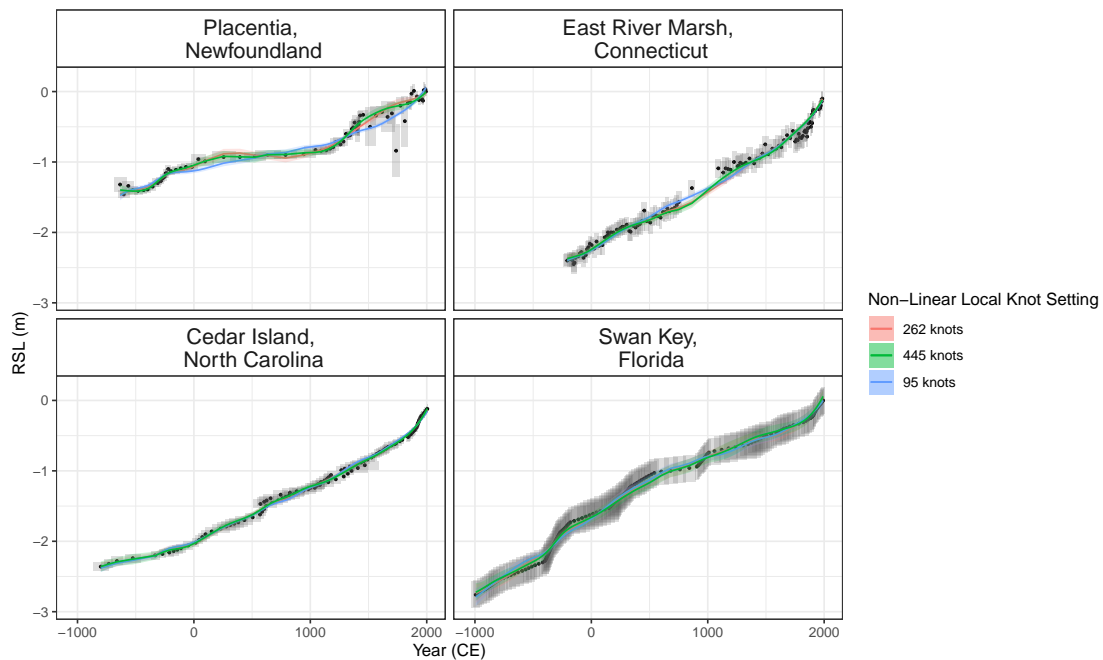 Placentia,
Newfoundland
East River Marsh,
Connecticut
0
−1
−2
−3
Cedar Island,
North Carolina
Swan Key,
Florida
0
−1
−2
−3
−1000
0
1000
2000
−1000
0
1000
2000
RSL (m)
Year (CE)
Non−Linear Local Knot Setting
262 knots
445 knots
95 knots